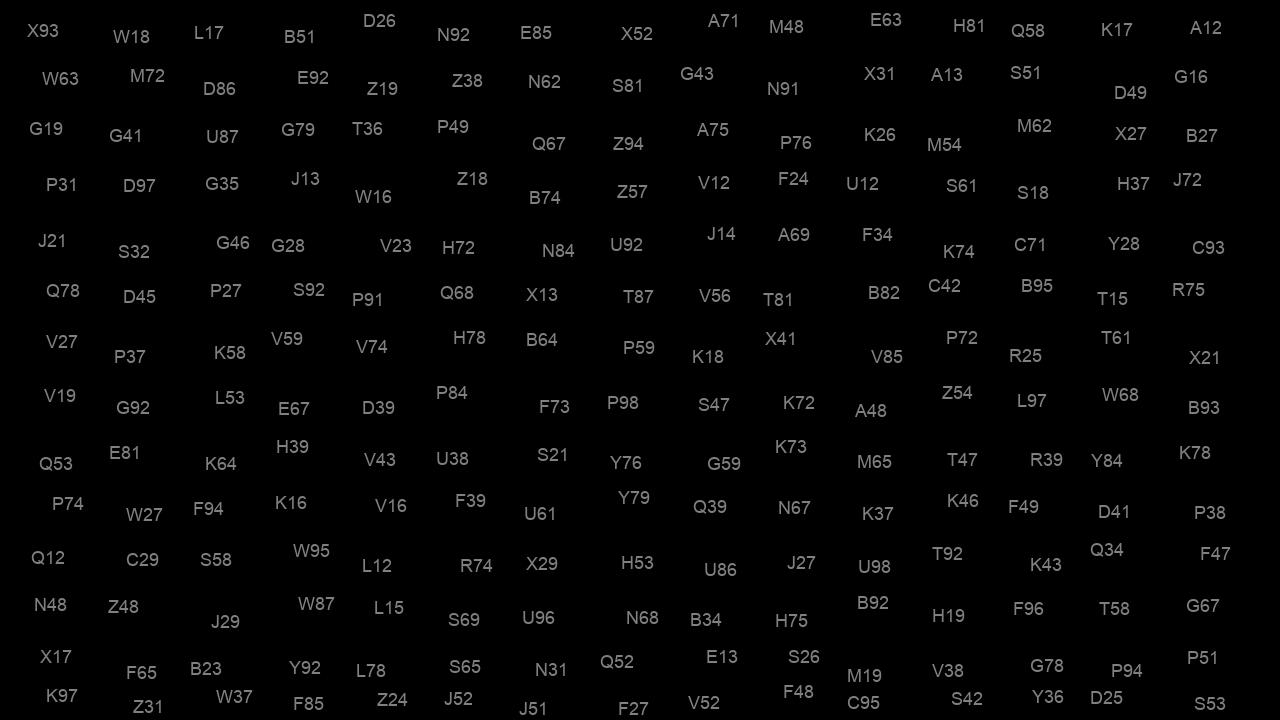 X93 W18 L17 B51 D26 N92 E85 X52 A71 M48 E63 H81 Q58 K17 A12
W63 M72 D86 E92 Z19 Z38 N62 S81 G43 N91 X31 A13 S51 D49 G16
G19 G41 U87 G79 T36 P49 Q67 Z94 A75 P76 K26 M54 M62 X27 B27
P31 D97 G35 J13 W16 Z18 B74 Z57 V12 F24 U12 S61 S18 H37 J72
J21 S32 G46 G28 V23 H72 N84 U92 J14 A69 F34 K74 C71 Y28 C93
Q78 D45 P27 S92 P91 Q68 X13 T87 V56 T81 B82 C42 B95 T15 R75
V27 P37 K58 V59 V74 H78 B64 P59 K18 X41 V85 P72 R25 T61 X21
V19 G92 L53 E67 D39 P84 F73 P98 S47 K72 A48 Z54 L97 W68 B93
Q53 E81 K64 H39 V43 U38 S21 Y76 G59 K73 M65 T47 R39 Y84 K78
P74 W27 F94 K16 V16 F39 U61 Y79 Q39 N67 K37 K46 F49 D41 P38
Q12 C29 S58 W95 L12 R74 X29 H53 U86 J27 U98 T92 K43 Q34 F47
N48 Z48 J29 W87 L15 S69 U96 N68 B34 H75 B92 H19 F96 T58 G67
X17 F65 B23 Y92 L78 S65 N31 Q52 E13 S26 M19 V38 G78 P94 P51
K97 Z31 W37 F85 Z24 J52 J51 F27 V52 F48 C95 S42 Y36 D25 S53